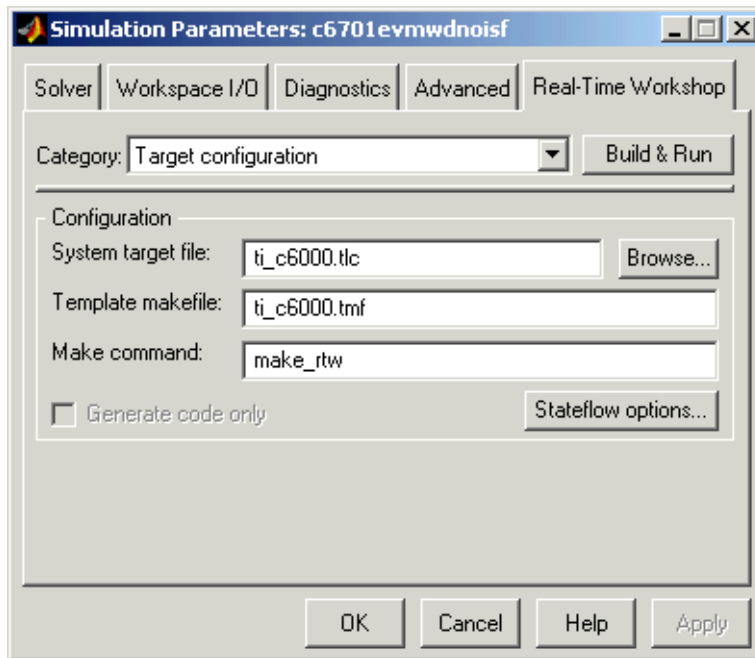 Simulation Parameters: c6701evmwdnoisf
Solver Workspace I/O Diagnostics Advanced Real-Time Workshop
Category: Target configuration Build & Run
Configuration
System target file: ti_c6000.tlc Browse...
Template makefile: ti_c6000.tmf
Make command: make_rtw
Generate code only Stateflow options...
OK Cancel Help Apply